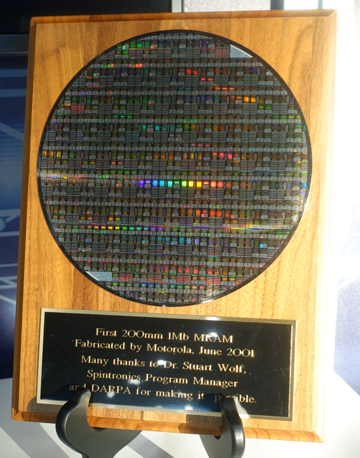 First 200mm 1Mb MRAM
Fabricated by Motorola, June 2001
Many thanks to Dr. Stuart Wolf,
Spintronics Program Manager
and DARPA for making it possible.